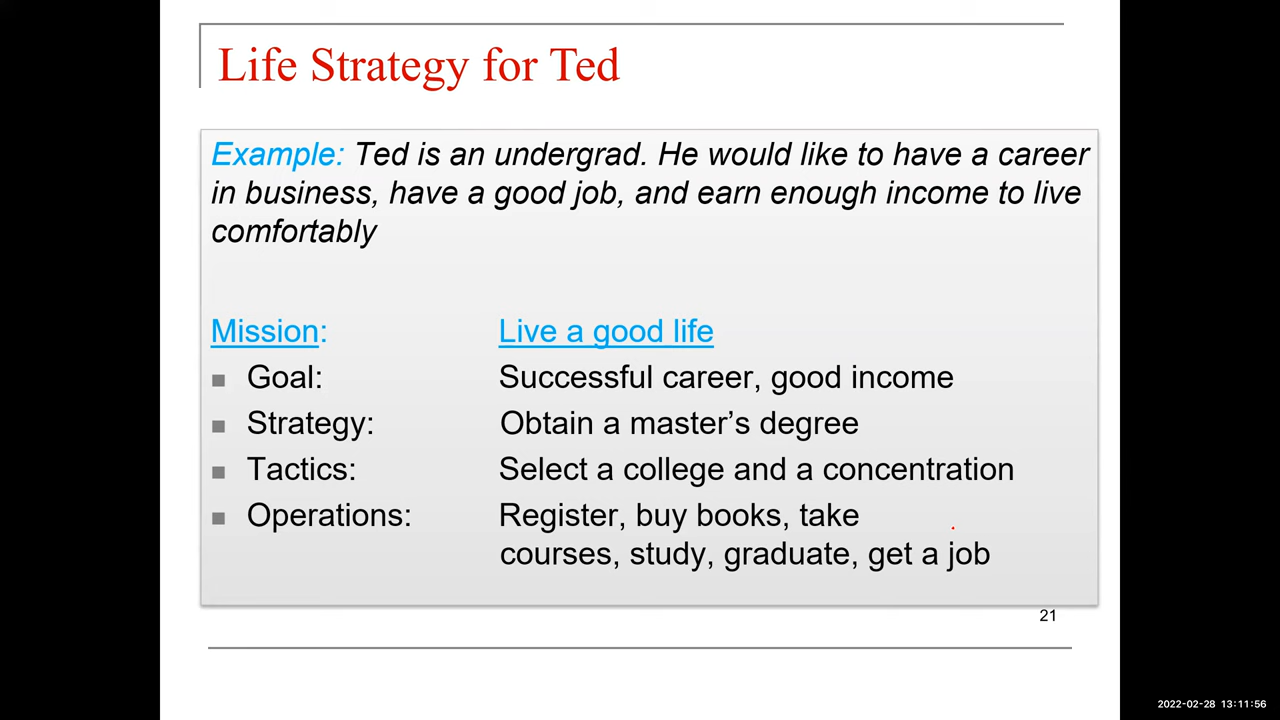 Life Strategy for Ted
Example: Ted is an undergrad. He would like to have a career
in business, have a good job, and earn enough income to live
comfortably
Mission: Live a good life
Goal: Successful career, good income
Strategy: Obtain a master’s degree
Tactics: Select a college and a concentration
Operations: Register, buy books, take
courses, study, graduate, get a job
21
2022-02-28 13:11:56